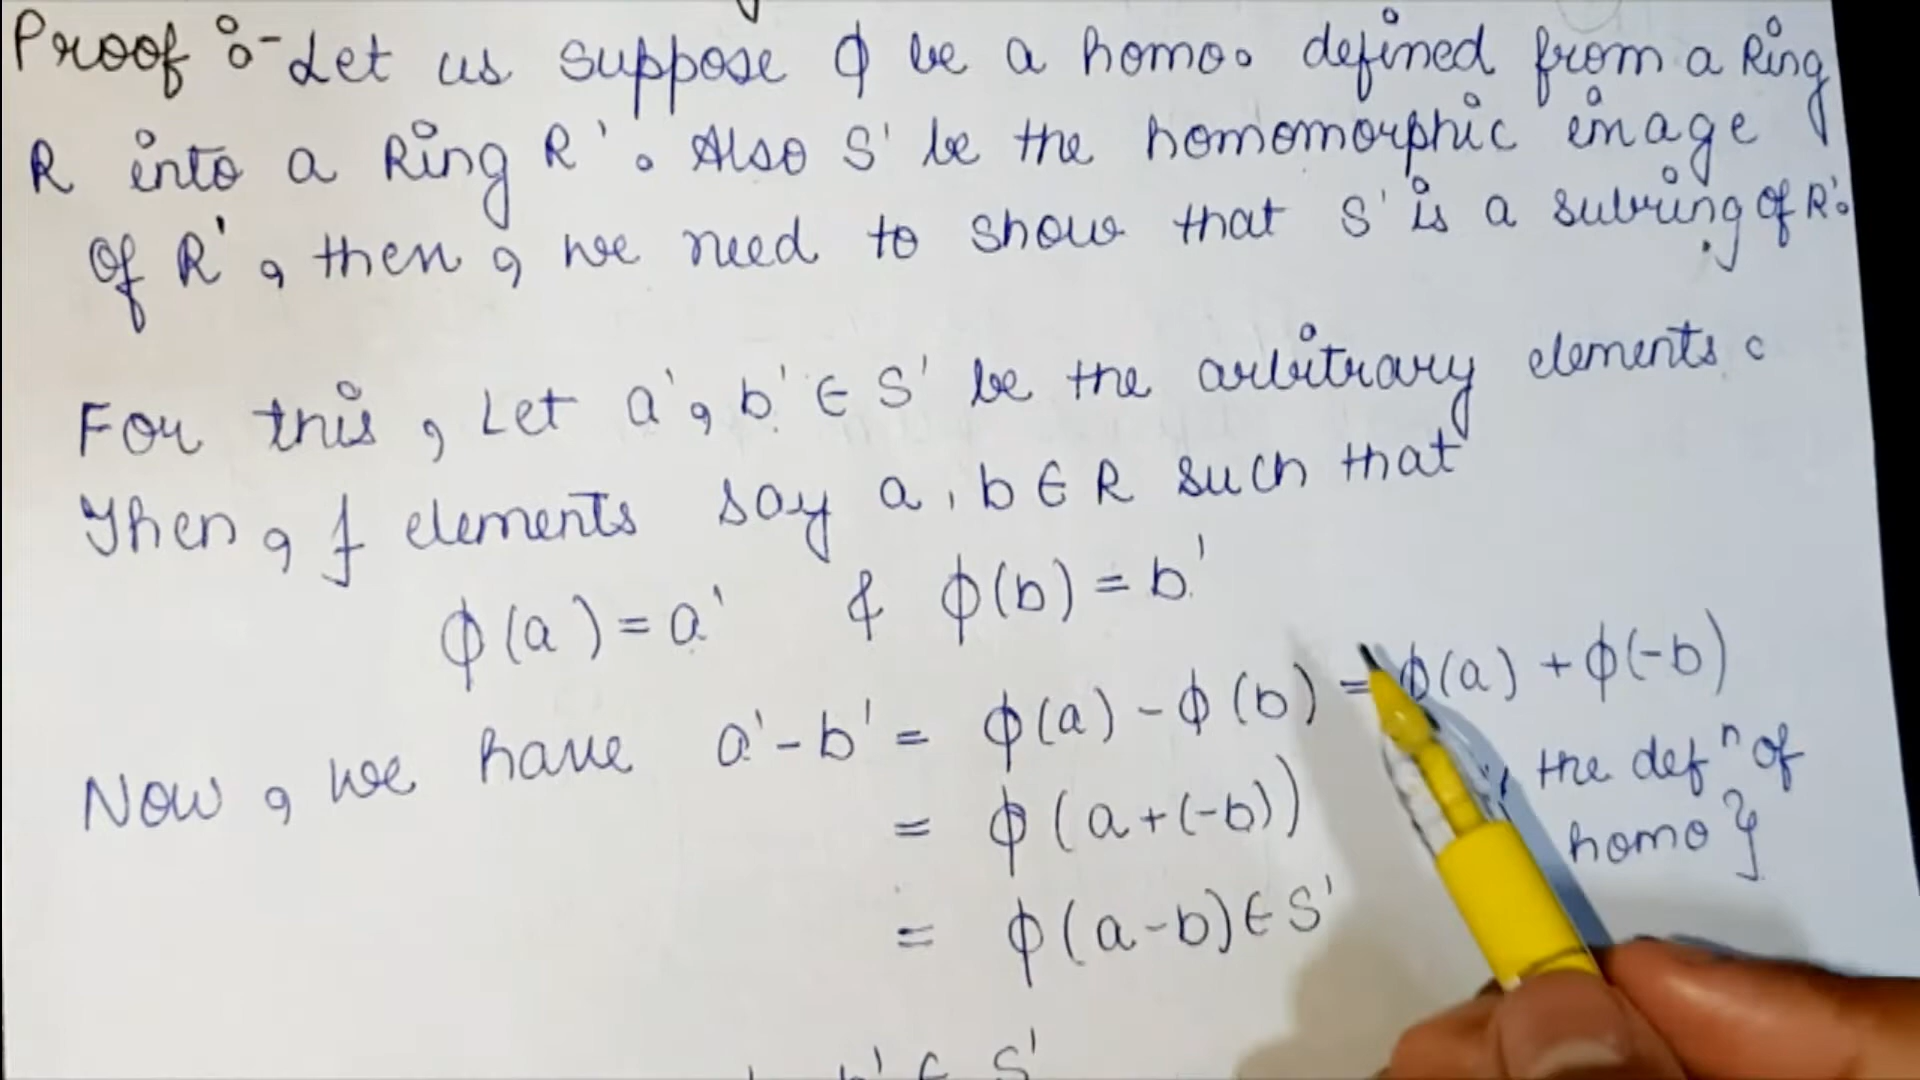 Proof :- Let us suppose φ be a homo. defined from a Ring
R into a Ring R'. Also S' be the homomorphic image
of R', then, we need to show that S' is a subring of R'.
For this, Let a', b' ∈ S' be the arbitrary elements
Then, ∃ elements say a, b ∈ R such that
φ(a) = a' & φ(b) = b'
Now, we have a' - b' = φ(a) - φ(b) = φ(a) + φ(-b)
= φ(a+(-b))
the defⁿ of
homo}
= φ(a-b) ∈ S'
b' ∈ S'